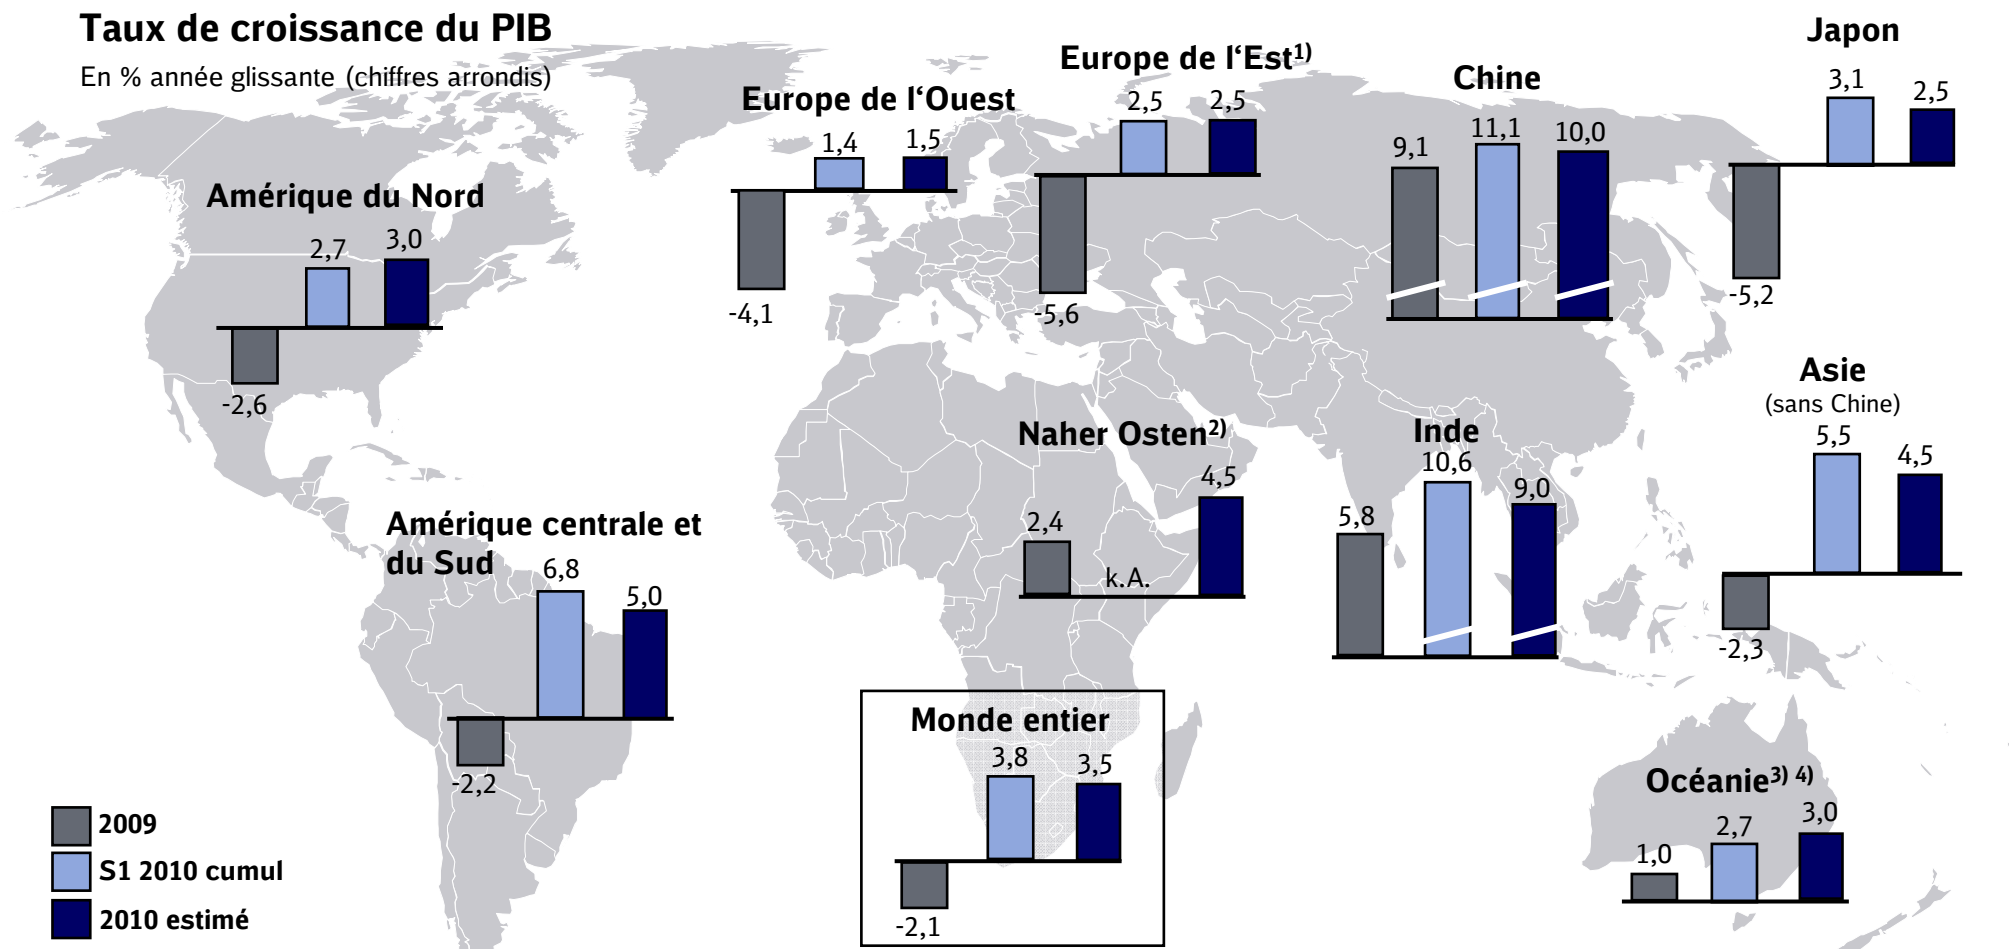 Taux de croissance du PIB
En % année glissante (chiffres arrondis)
Amérique du Nord
2,7
3,0
-2,6
Amérique centrale et
du Sud
6,8
5,0
-2,2
Europe de l‘Ouest
1,4
1,5
-4,1
Europe de l‘Est1)
2,5
2,5
-5,6
Chine
9,1
11,1
10,0
Japon
3,1
2,5
-5,2
Naher Osten2)
2,4
k.A.
4,5
Inde
5,8
10,6
9,0
Asie
(sans Chine)
5,5
4,5
-2,3
Monde entier
3,8
3,5
-2,1
Océanie3) 4)
1,0
2,7
3,0
2009
S1 2010 cumul
2010 estimé